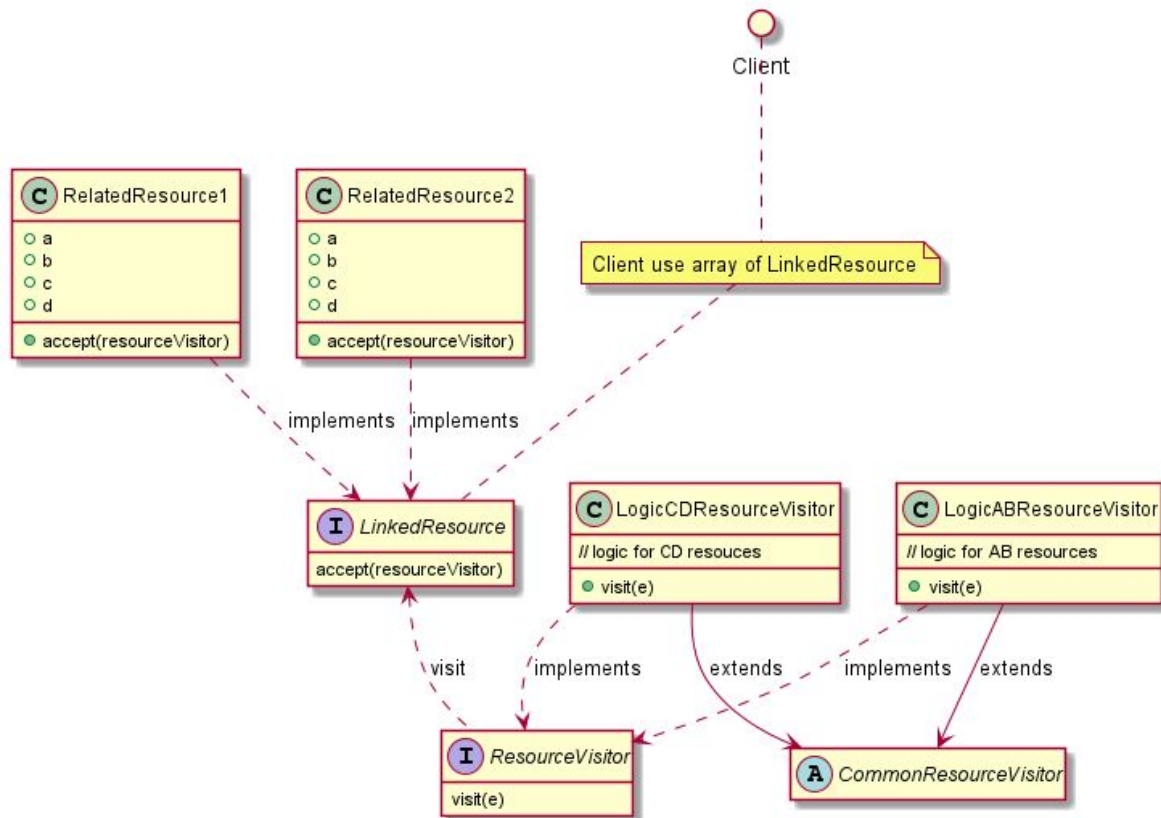 Client
C RelatedResource1
a
b
c
d
accept(resourceVisitor)
C RelatedResource2
a
b
c
d
accept(resourceVisitor)
Client use array of LinkedResource
implements
implements
I LinkedResource
accept(resourceVisitor)
C LogicCDResourceVisitor
// logic for CD resouces
visit(e)
C LogicABResourceVisitor
// logic for AB resources
visit(e)
visit
implements
extends
implements
extends
I ResourceVisitor
visit(e)
A CommonResourceVisitor